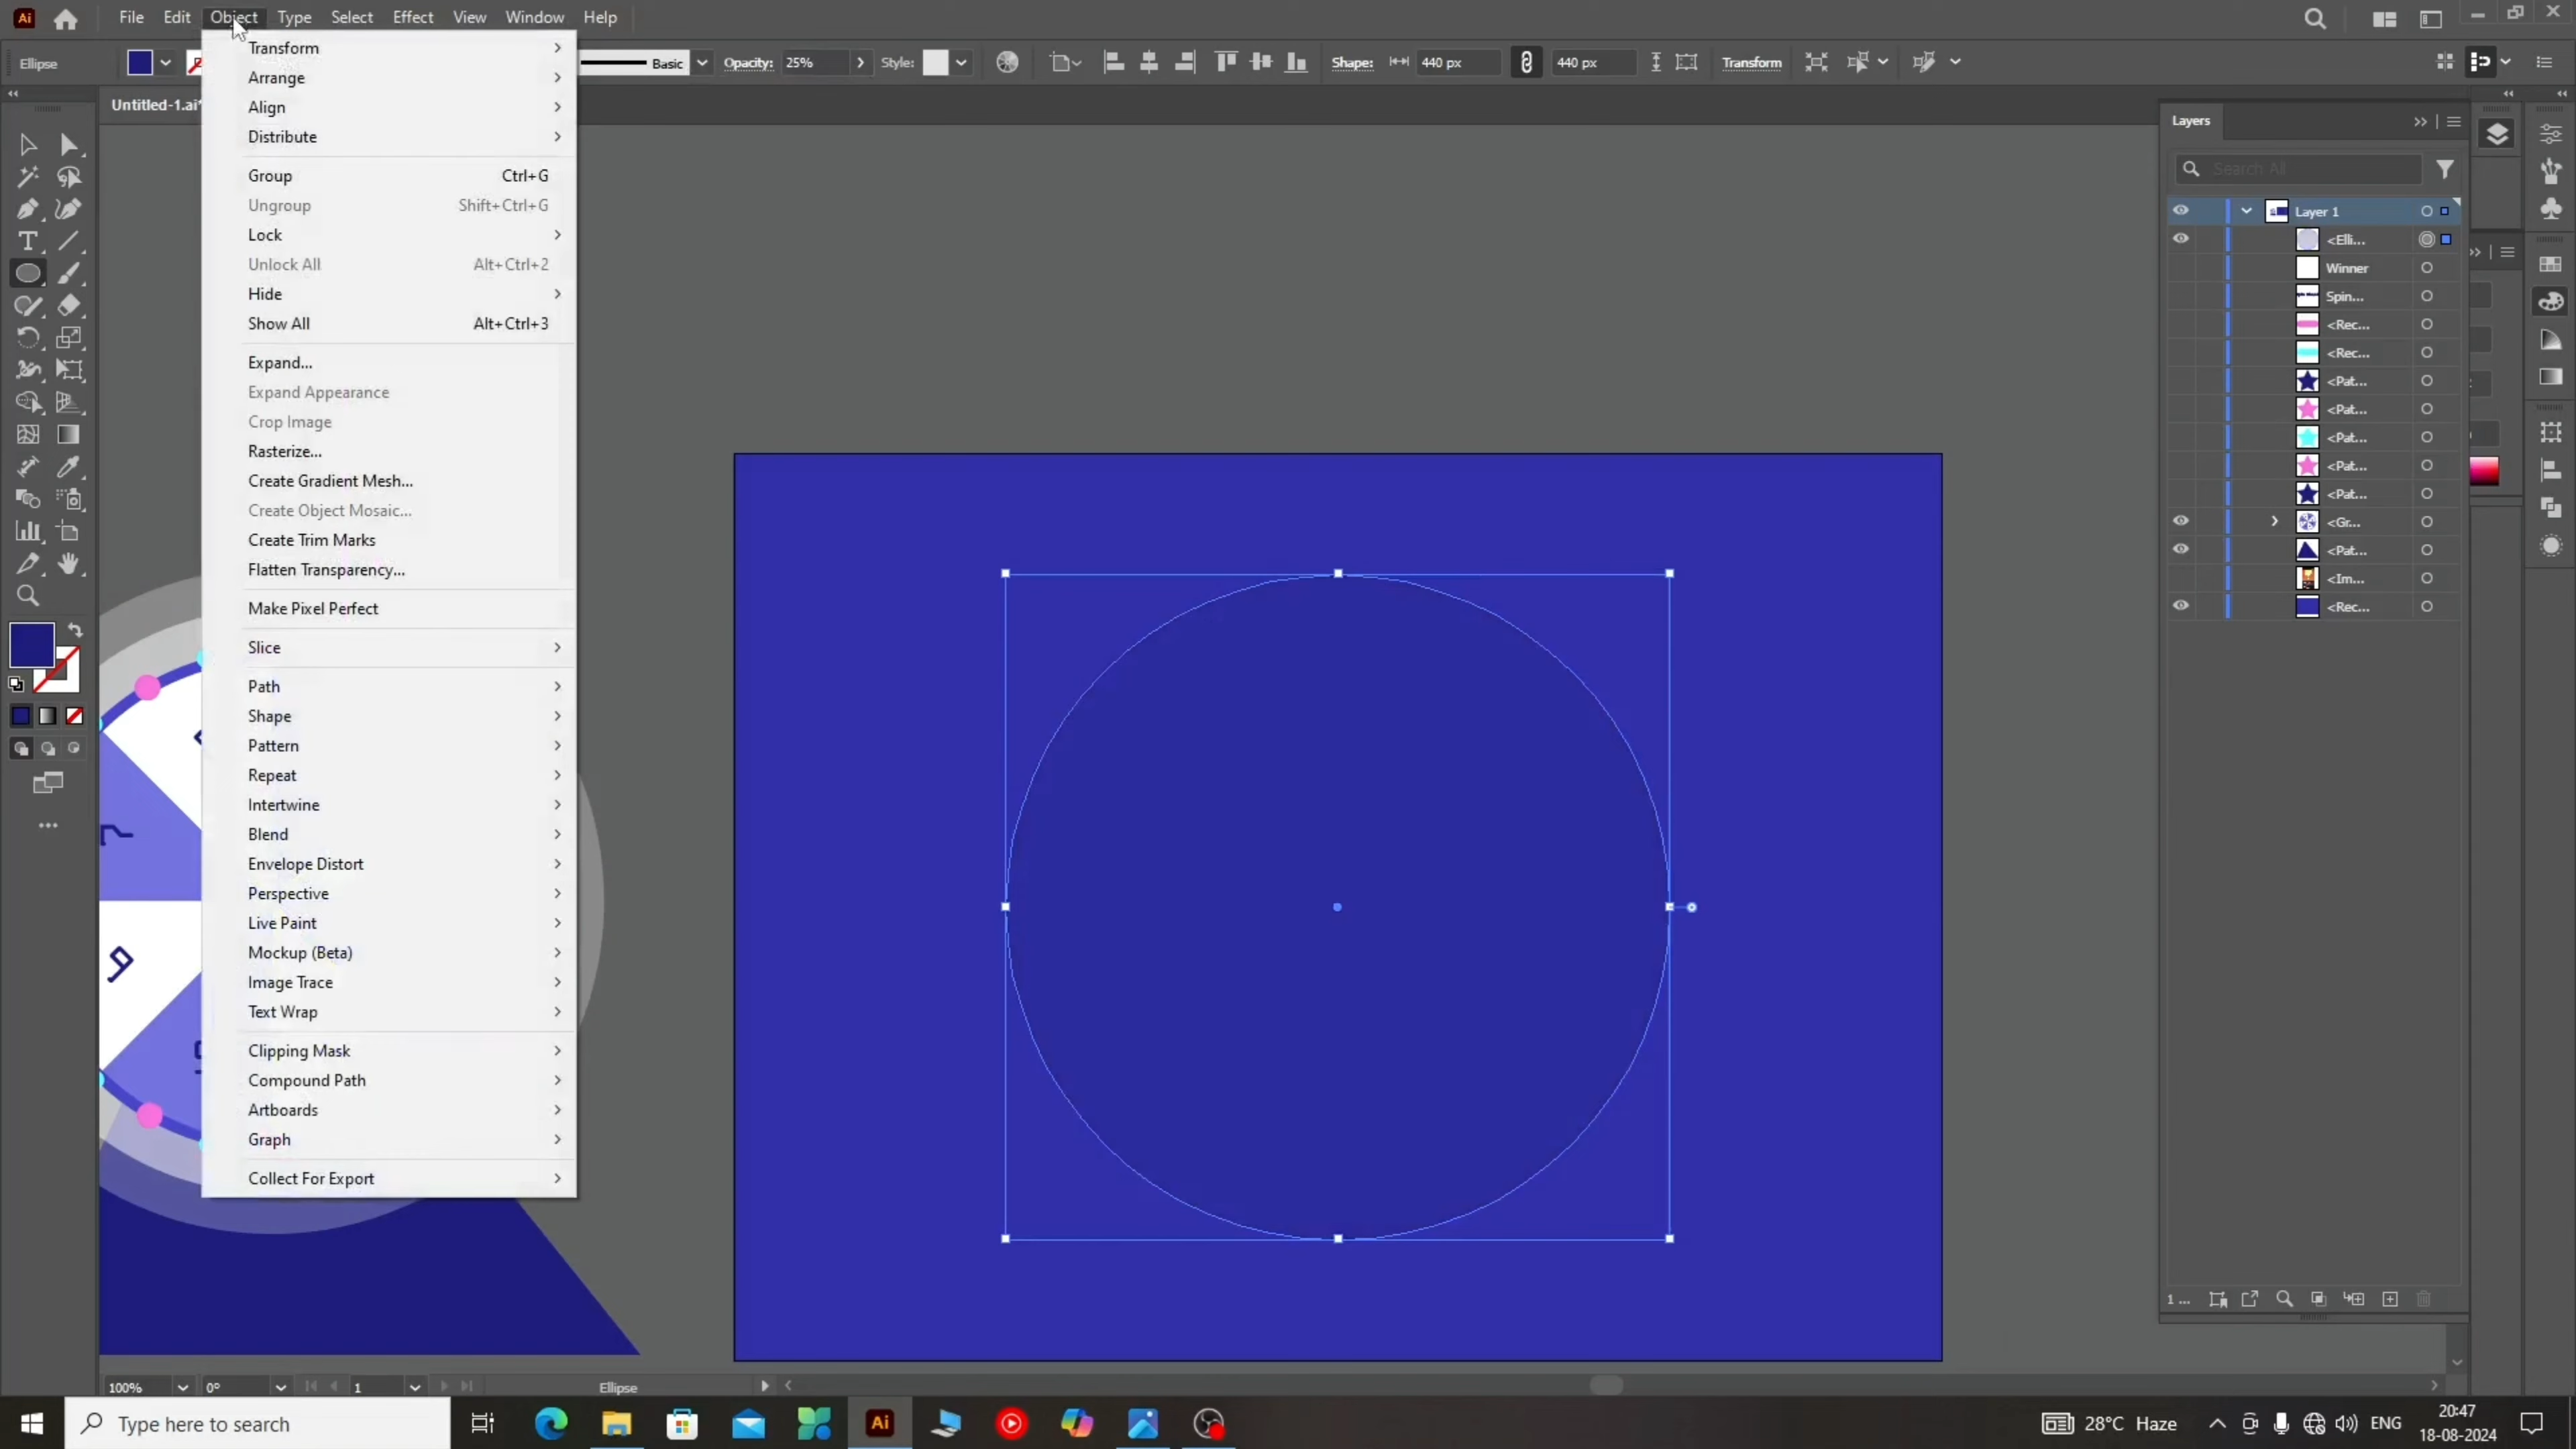 Ai File Edit Object Type Select Effect View Window Help
Ellipse Basic Opacity: 25% Style: Shape: 440 px 440 px Transform
Untitled-1.ai*
Transform
Arrange
Align
Distribute
Group Ctrl+G
Ungroup Shift+Ctrl+G
Lock
Unlock All Alt+Ctrl+2
Hide
Show All Alt+Ctrl+3
Expand...
Expand Appearance
Crop Image
Rasterize...
Create Gradient Mesh...
Create Object Mosaic...
Create Trim Marks
Flatten Transparency...
Make Pixel Perfect
Slice
Path
Shape
Pattern
Repeat
Intertwine
Blend
Envelope Distort
Perspective
Live Paint
Mockup (Beta)
Image Trace
Text Wrap
Clipping Mask
Compound Path
Artboards
Graph
Collect For Export
Layers
Search All
Layer 1
<Elli...
Winner
Spin...
<Rec...
<Rec...
<Pat...
<Pat...
<Pat...
<Pat...
<Pat...
<Gr...
<Pat...
<Im...
<Rec...
1 ...
100% 0° 1 Ellipse
Type here to search
Ai
28°C Haze ENG
20:47
18-08-2024